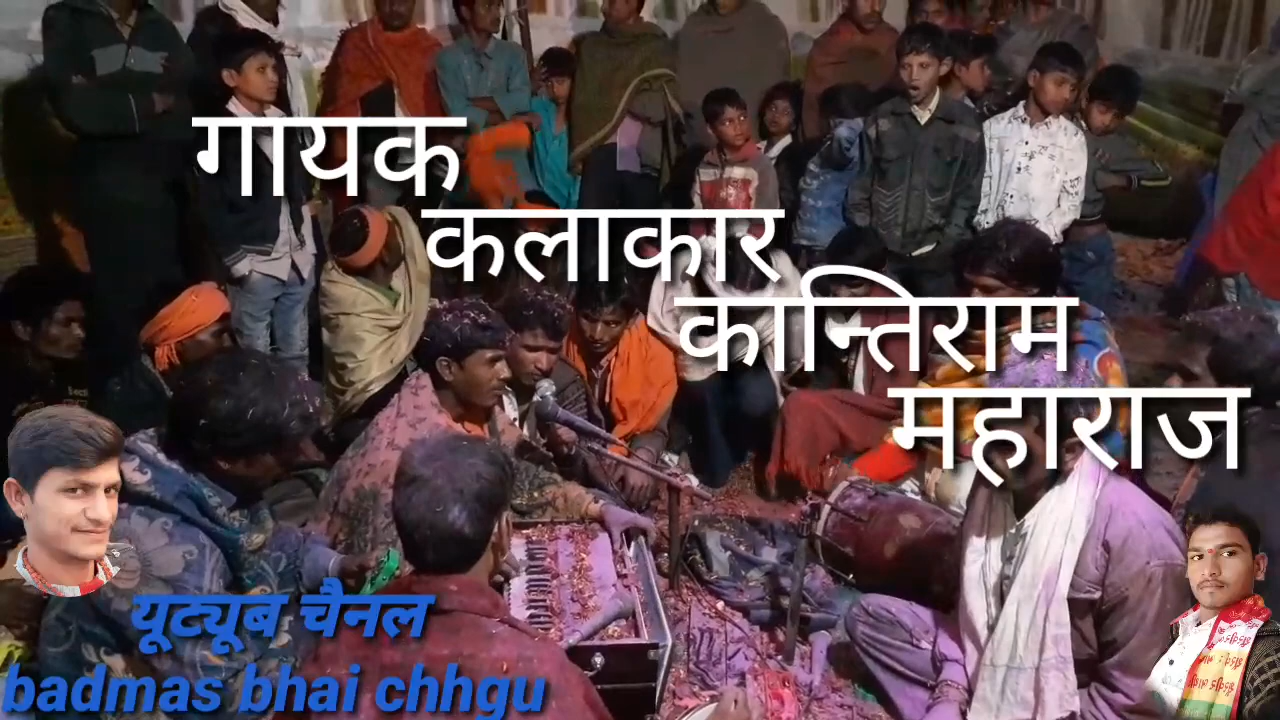 गायक
कलाकार
कान्तिराम
महाराज
यूट्यूब चैनल
badmas bhai chhgu